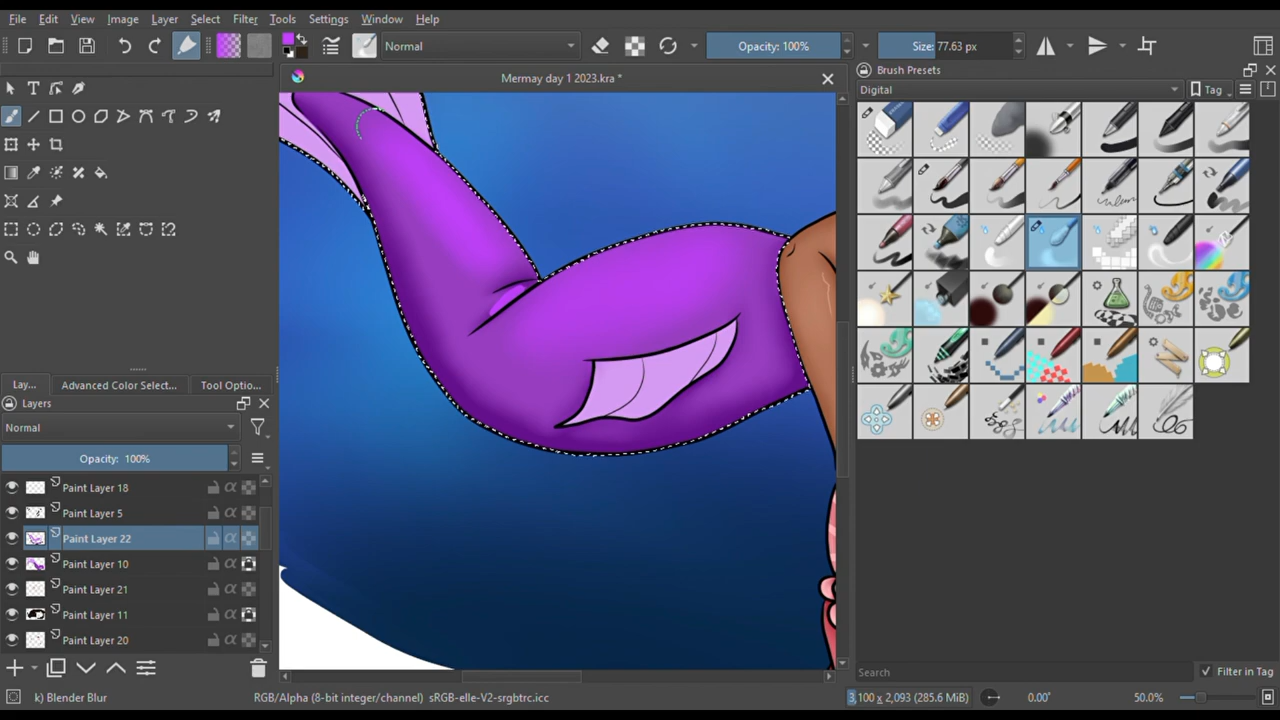 File Edit View Image Layer Select Filter Tools Settings Window Help
Normal
Opacity: 100%
Size: 77.63 px
Mermay day 1 2023.kra *
Brush Presets
Digital
Tag
Lay...
Advanced Color Select...
Tool Optio...
Layers
Normal
Opacity: 100%
Paint Layer 18
Paint Layer 5
Paint Layer 22
Paint Layer 10
Paint Layer 21
Paint Layer 11
Paint Layer 20
Search
Filter in Tag
k) Blender Blur
RGB/Alpha (8-bit integer/channel) sRGB-elle-V2-srgbtrc.icc
3,100 x 2,093 (285.6 MiB)
0.00°
50.0%